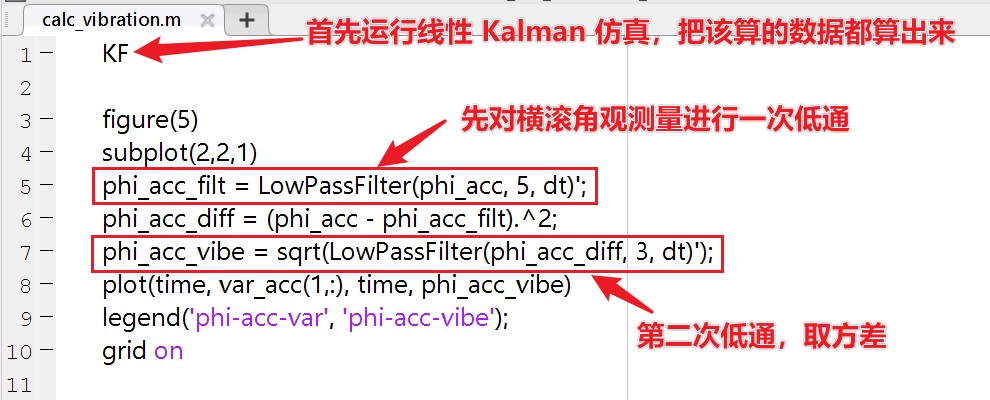 calc_vibration.m
首先运行线性 Kalman 仿真，把该算的数据都算出来
1 KF
2
3 figure(5)
先对横滚角观测量进行一次低通
4 subplot(2,2,1)
5 phi_acc_filt = LowPassFilter(phi_acc, 5, dt)';
6 phi_acc_diff = (phi_acc - phi_acc_filt).^2;
7 phi_acc_vibe = sqrt(LowPassFilter(phi_acc_diff, 3, dt)');
8 plot(time, var_acc(1,:), time, phi_acc_vibe)
9 legend('phi-acc-var', 'phi-acc-vibe');
第二次低通，取方差
10 grid on
11